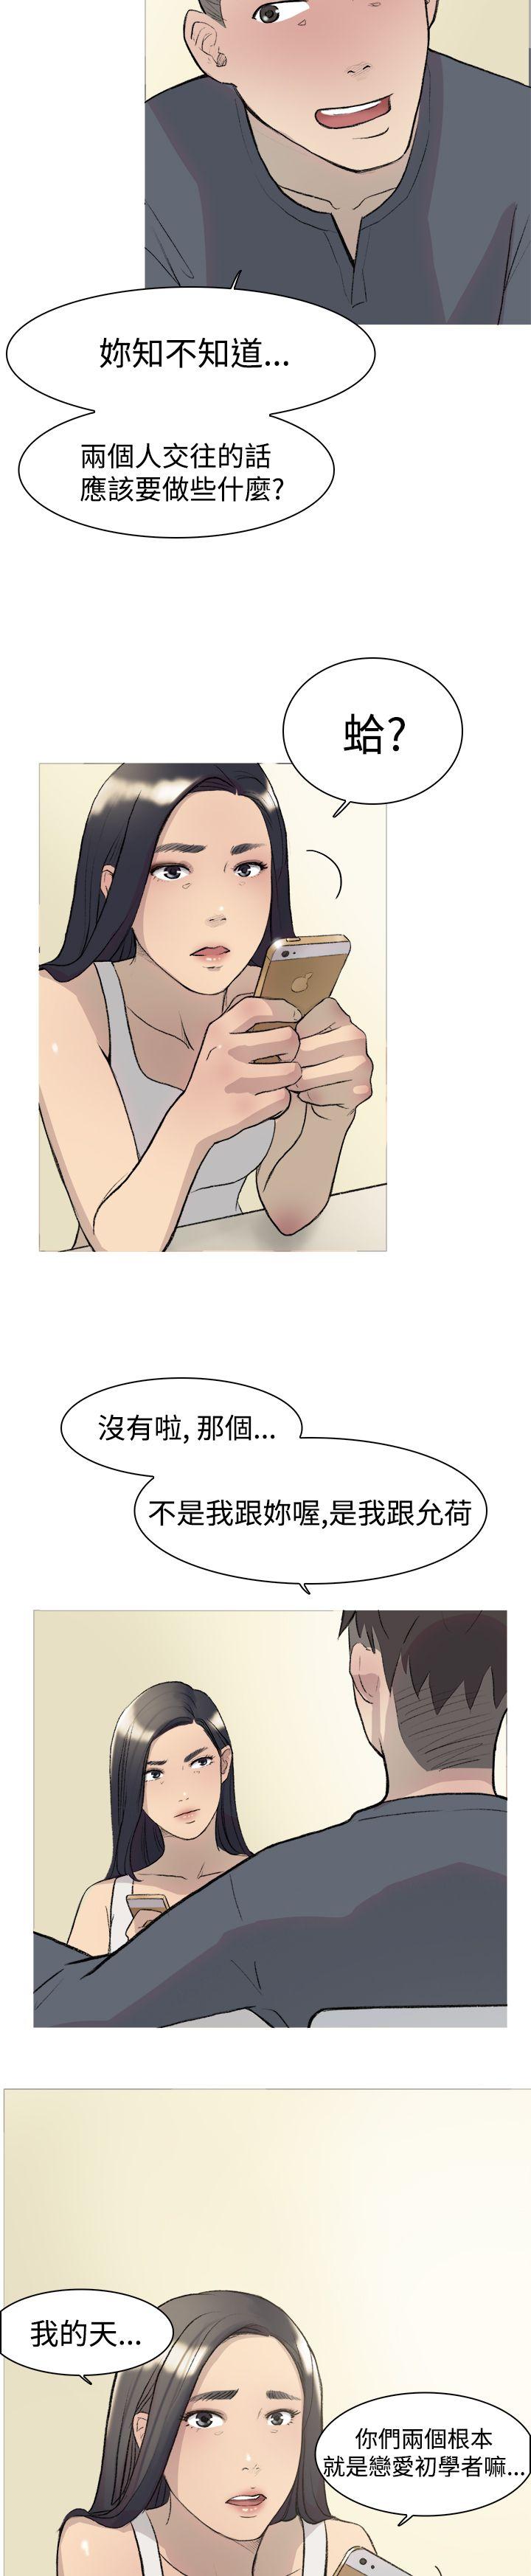 妳知不知道...
兩個人交往的話
應該要做些什麼?
蛤?
沒有啦, 那個...
不是我跟妳喔,是我跟允荷
我的天...
你們兩個根本
就是戀愛初學者嘛...